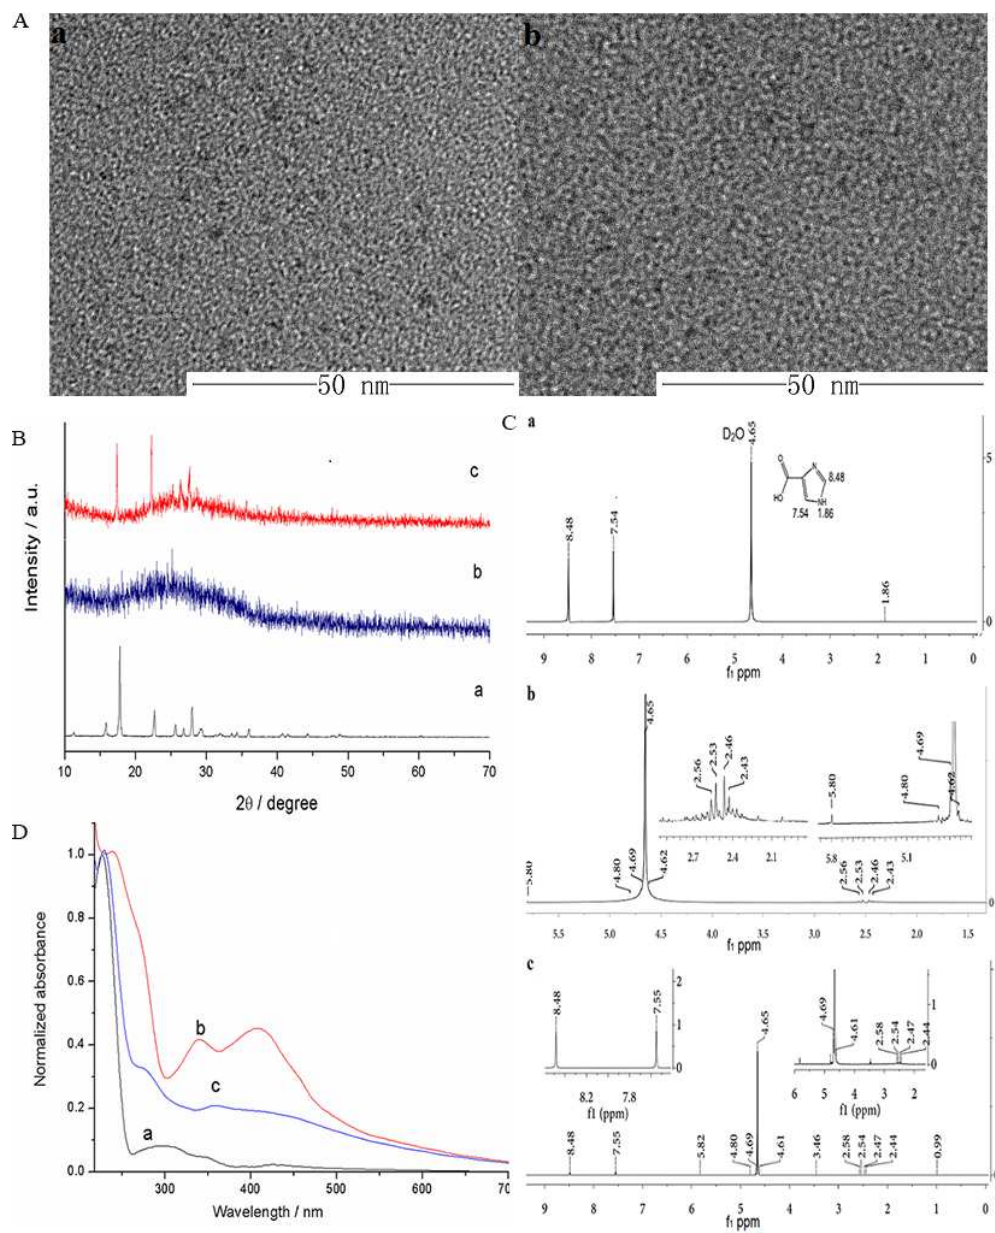 A
a
b
50 nm
50 nm
B
c
b
a
Intensity / a.u.
10 20 30 40 50 60 70
2θ / degree
C
a
D₂O
4.65
8.48
7.54
1.86
O
N
8.48
HO
NH
7.54 1.86
5
0
9 8 7 6 5 4 3 2 1 0
f₁ ppm
b
4.65
5.80
4.80
4.69
4.62
2.56
2.53
2.46
2.43
2.56
2.53
2.46
2.43
2.7 2.4 2.1
5.80
4.80
4.69
4.62
5.8 5.1
0
5.5 5.0 4.5 4.0 3.5 3.0 2.5 2.0 1.5
f₁ ppm
c
8.48
7.55
2
1
0
8.2 7.8
f1 (ppm)
4.65
4.69
4.61
2.58
2.54
2.47
2.44
1
0
6 5 4 3 2
f1 (ppm)
8.48
7.55
5.82
4.80
4.69
4.61
3.46
2.58
2.54
2.47
2.44
0.99
9 8 7 6 5 4 3 2 1 0
f₁ ppm
D
Normalized absorbance
1.0
0.8
0.6
0.4
0.2
0.0
b
c
a
300 400 500 600 700
Wavelength / nm